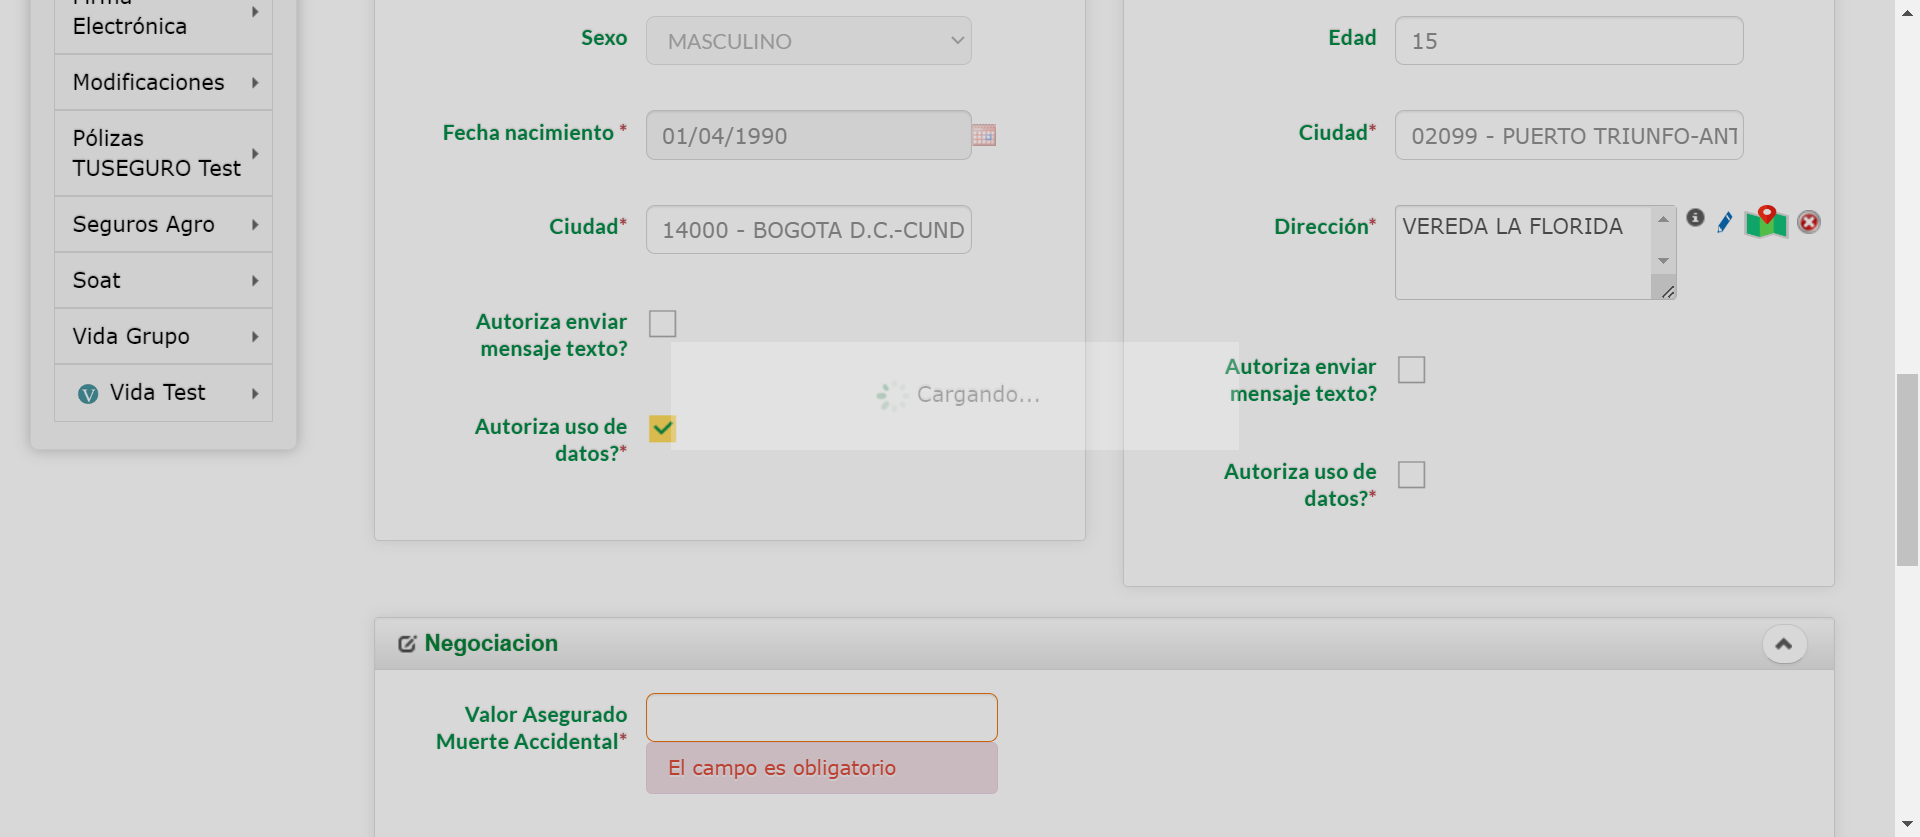 Firma
Electrónica
Modificaciones
Pólizas
TUSEGURO Test
Seguros Agro
Soat
Vida Grupo
V Vida Test
Sexo MASCULINO
Fecha nacimiento * 01/04/1990
Ciudad* 14000 - BOGOTA D.C.-CUND
Autoriza enviar
mensaje texto?
Autoriza uso de
datos?*
Cargando...
Edad 15
Ciudad* 02099 - PUERTO TRIUNFO-ANT
Dirección* VEREDA LA FLORIDA
Autoriza enviar
mensaje texto?
Autoriza uso de
datos?*
Negociacion
Valor Asegurado
Muerte Accidental*
El campo es obligatorio